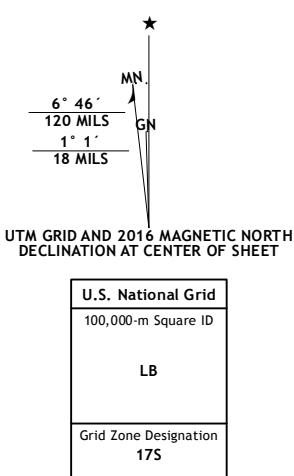 MN
6° 46´
120 MILS
GN
1° 1´
18 MILS
UTM GRID AND 2016 MAGNETIC NORTH
DECLINATION AT CENTER OF SHEET
U.S. National Grid
100,000-m Square ID
LB
Grid Zone Designation
17S